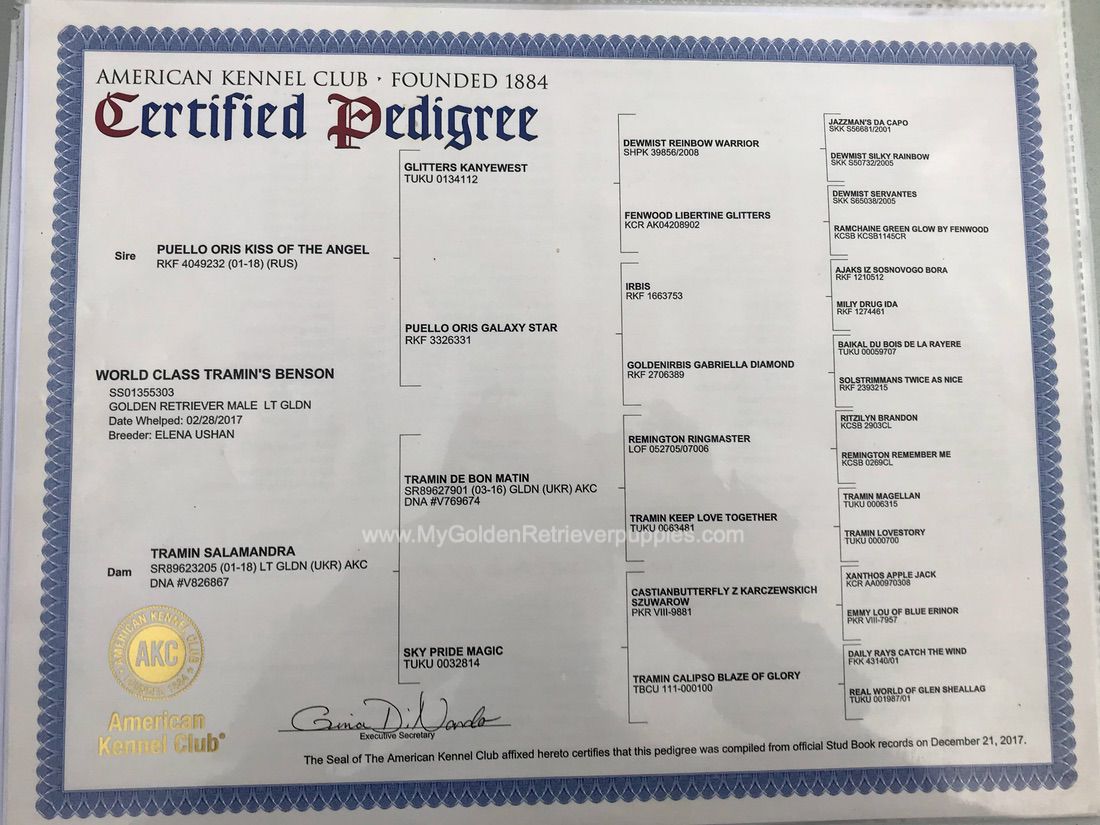 AMERICAN KENNEL CLUB · FOUNDED 1884
Certified Pedigree
Sire
PUELLO ORIS KISS OF THE ANGEL
RKF 4049232 (01-18) (RUS)
WORLD CLASS TRAMIN'S BENSON
SS01355303
GOLDEN RETRIEVER MALE LT GLDN
Date Whelped: 02/28/2017
Breeder: ELENA USHAN
Dam
TRAMIN SALAMANDRA
SR89623205 (01-18) LT GLDN (UKR) AKC
DNA #V826867
GLITTERS KANYEWEST
TUKU 0134112
PUELLO ORIS GALAXY STAR
RKF 3326331
TRAMIN DE BON MATIN
SR89627901 (03-16) GLDN (UKR) AKC
DNA #V769674
SKY PRIDE MAGIC
TUKU 0032814
DEWMIST REINBOW WARRIOR
SHPK 39856/2008
FENWOOD LIBERTINE GLITTERS
KCR AK04208902
IRBIS
RKF 1663753
GOLDENIRBIS GABRIELLA DIAMOND
RKF 2706389
REMINGTON RINGMASTER
LOF 052705/07006
TRAMIN KEEP LOVE TOGETHER
TUKU 0063481
CASTIANBUTTERFLY Z KARCZEWSKICH
SZUWAROW
PKR VIII-9881
TRAMIN CALIPSO BLAZE OF GLORY
TBCU 111-000100
JAZZMAN'S DA CAPO
SKK S56681/2001
DEWMIST SILKY RAINBOW
SKK S50732/2005
DEWMIST SERVANTES
SKK S65038/2005
RAMCHAINE GREEN GLOW BY FENWOOD
KCSB KCSB1145CR
AJAKS IZ SOSNOVOGO BORA
RKF 1210512
MILIY DRUG IDA
RKF 1274461
BAIKAL DU BOIS DE LA RAYERE
TUKU 00059707
SOLSTRIMMANS TWICE AS NICE
RKF 2393215
RITZILYN BRANDON
KCSB 2903CL
REMINGTON REMEMBER ME
KCSB 0269CL
TRAMIN MAGELLAN
TUKU 0006315
TRAMIN LOVESTORY
TUKU 0000700
XANTHOS APPLE JACK
KCR AA00970308
EMMY LOU OF BLUE ERINOR
PKR VIII-7957
DAILY RAYS CATCH THE WIND
FKK 43140/01
REAL WORLD OF GLEN SHEALLAG
TUKU 001987/01
www.MyGoldenRetrieverpuppies.com
AMERICAN KENNEL CLUB
AKC
FOUNDED 1884
American
Kennel Club®
Gina DiNardo
Executive Secretary
The Seal of The American Kennel Club affixed hereto certifies that this pedigree was compiled from official Stud Book records on December 21, 2017.